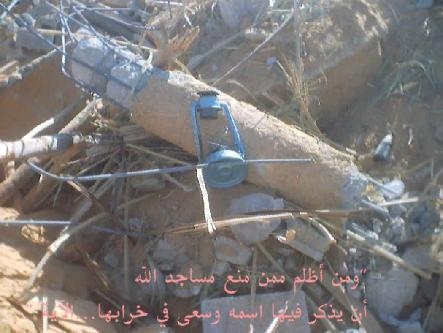 "ومن أظلم ممن منع مساجد الله
أن يذكر فيها اسمه وسعى في خرابها...الآية"